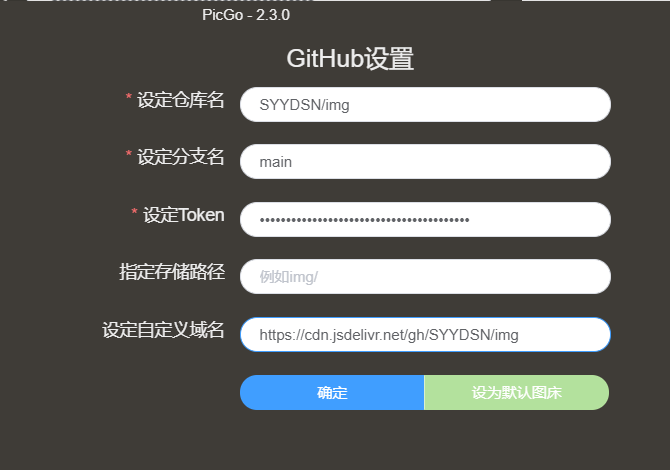 PicGo - 2.3.0
GitHub设置
* 设定仓库名 SYYDSN/img
* 设定分支名 main
* 设定Token ••••••••••••••••••••••••••••••••••••••••
指定存储路径 例如img/
设定自定义域名 https://cdn.jsdelivr.net/gh/SYYDSN/img
确定 设为默认图床